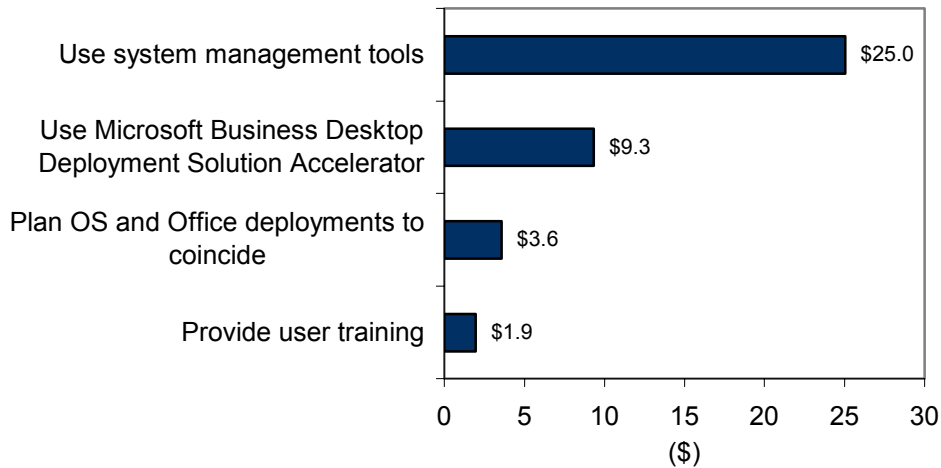 Use system management tools
$25.0
Use Microsoft Business Desktop
Deployment Solution Accelerator
$9.3
Plan OS and Office deployments to
coincide
$3.6
Provide user training
$1.9
0 5 10 15 20 25 30
($)